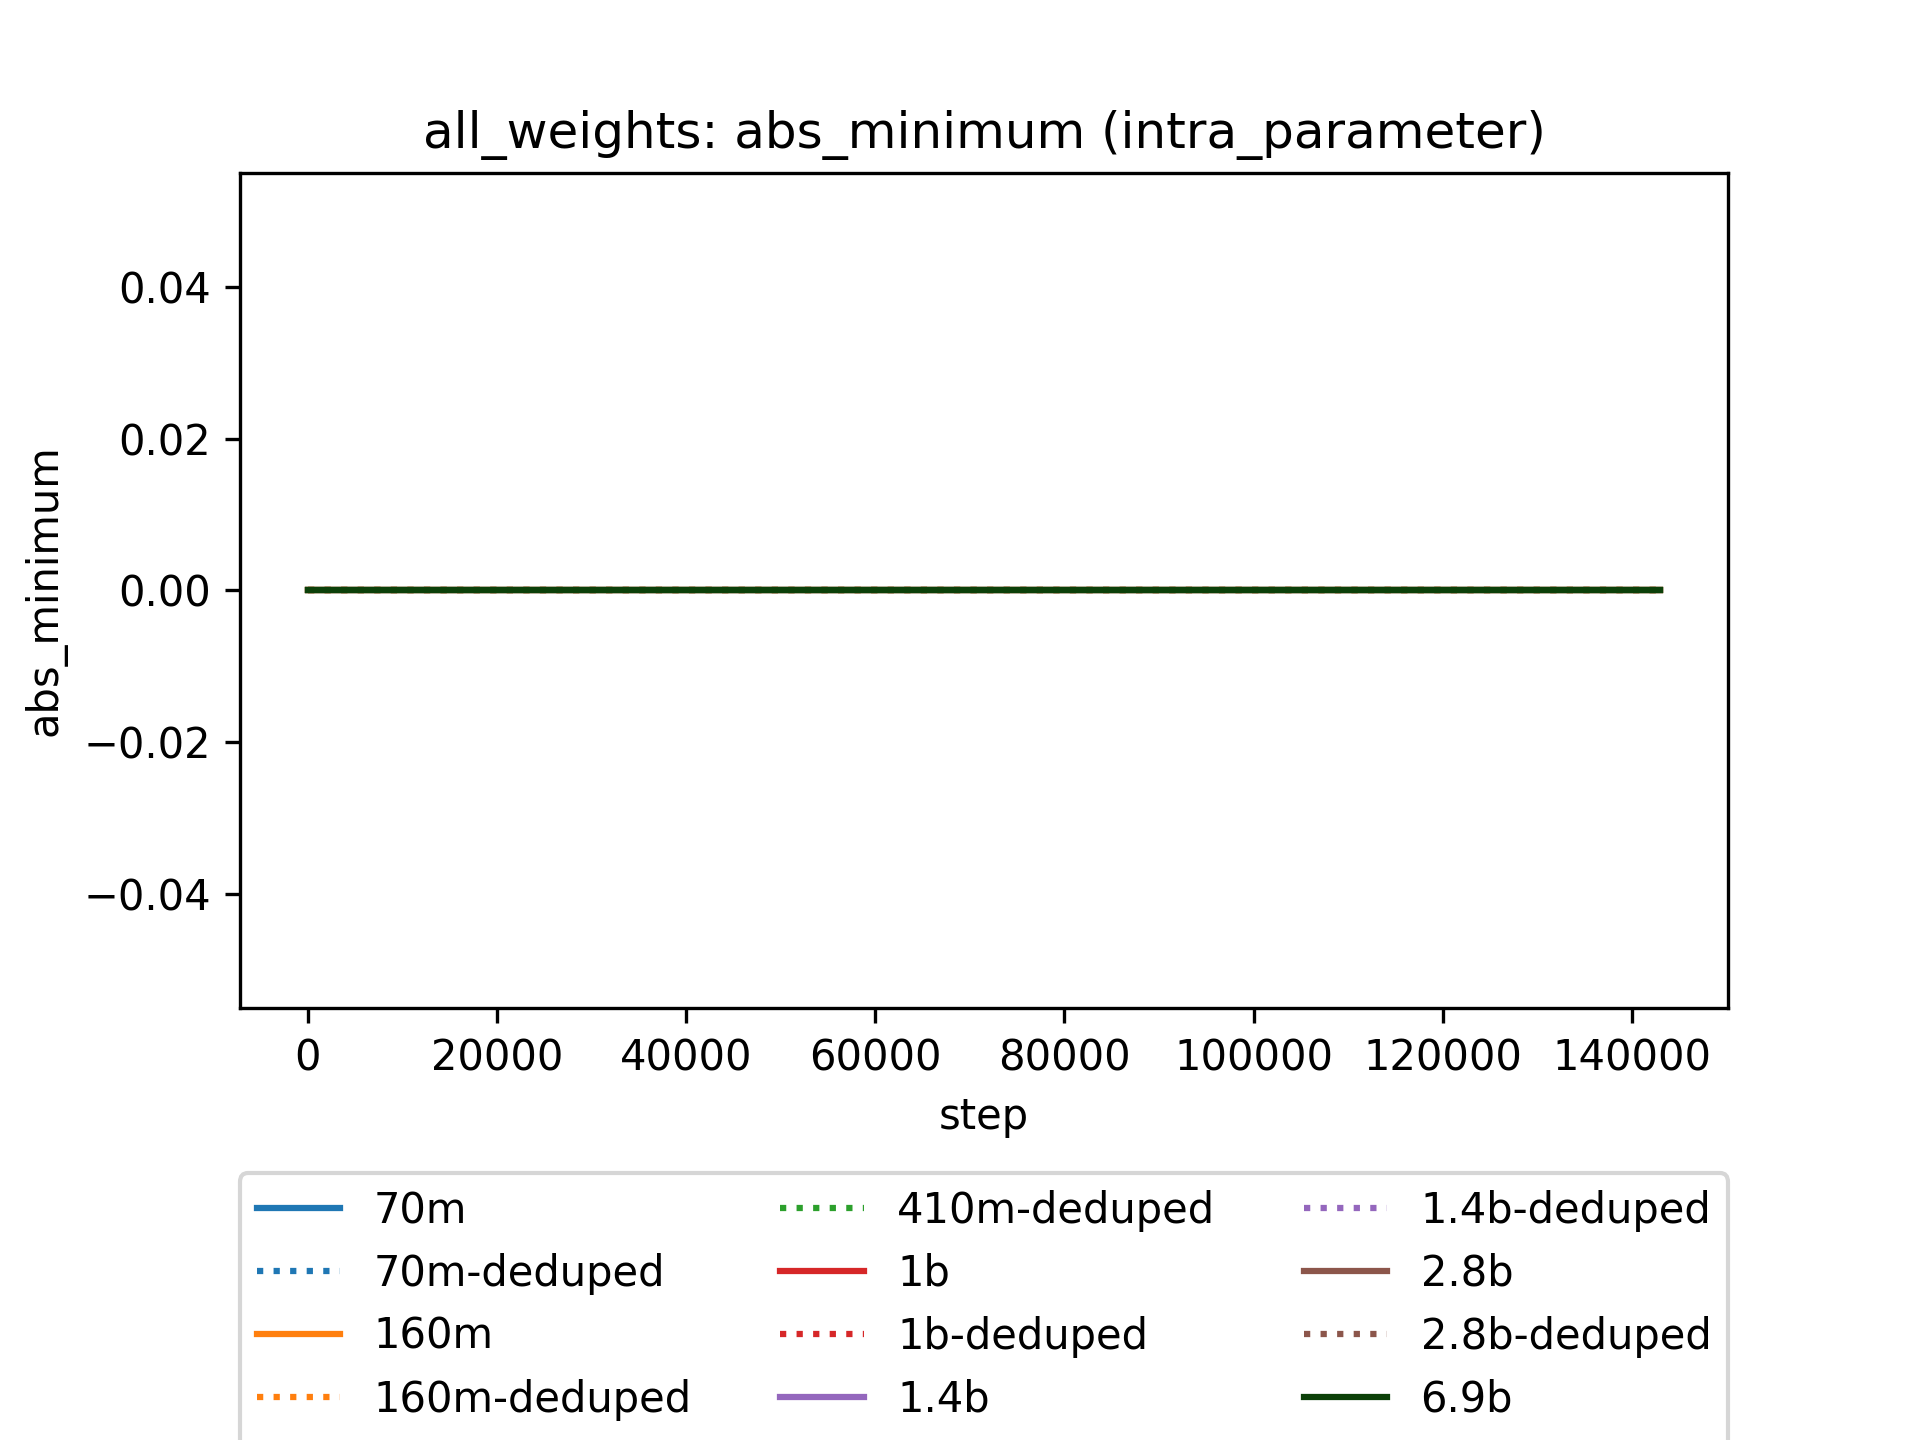 all_weights: abs_minimum (intra_parameter)
abs_minimum
0.04
0.02
0.00
−0.02
−0.04
0 20000 40000 60000 80000 100000 120000 140000
step
70m 410m-deduped 1.4b-deduped
70m-deduped 1b 2.8b
160m 1b-deduped 2.8b-deduped
160m-deduped 1.4b 6.9b